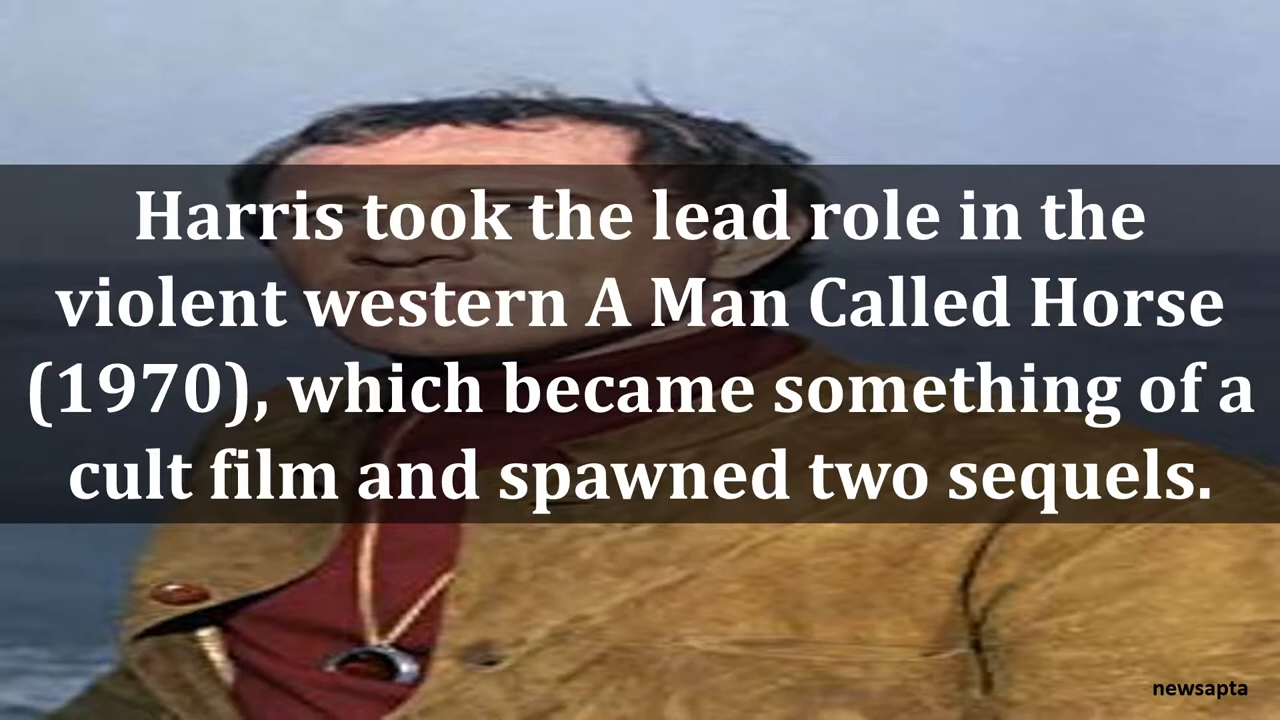 Harris took the lead role in the
violent western A Man Called Horse
(1970), which became something of a
cult film and spawned two sequels.
newsapta